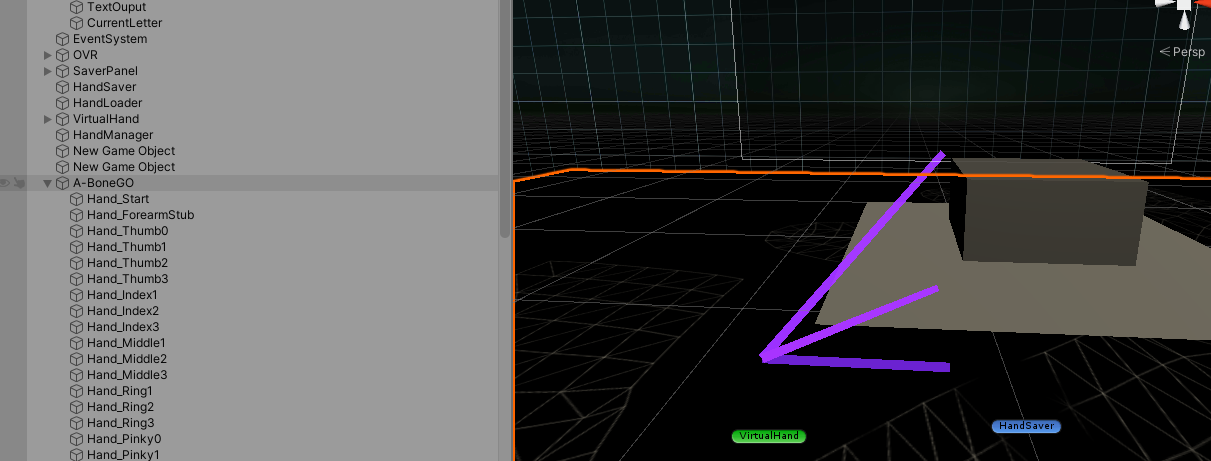 TextOuput
CurrentLetter
EventSystem
OVR
SaverPanel
HandSaver
HandLoader
VirtualHand
HandManager
New Game Object
New Game Object
A-BoneGO
Hand_Start
Hand_ForearmStub
Hand_Thumb0
Hand_Thumb1
Hand_Thumb2
Hand_Thumb3
Hand_Index1
Hand_Index2
Hand_Index3
Hand_Middle1
Hand_Middle2
Hand_Middle3
Hand_Ring1
Hand_Ring2
Hand_Ring3
Hand_Pinky0
Hand_Pinky1
Persp
HandSaver
VirtualHand